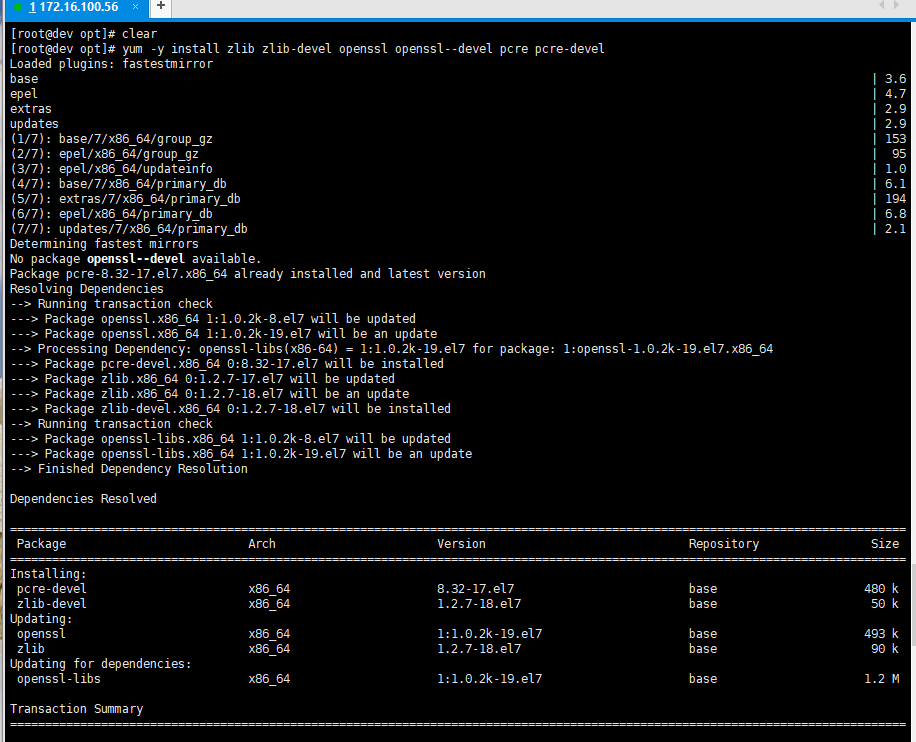 1 172.16.100.56 × +
[root@dev opt]# clear
[root@dev opt]# yum -y install zlib zlib-devel openssl openssl--devel pcre pcre-devel
Loaded plugins: fastestmirror
base | 3.6
epel | 4.7
extras | 2.9
updates | 2.9
(1/7): base/7/x86_64/group_gz | 153
(2/7): epel/x86_64/group_gz | 95
(3/7): epel/x86_64/updateinfo | 1.0
(4/7): base/7/x86_64/primary_db | 6.1
(5/7): extras/7/x86_64/primary_db | 194
(6/7): epel/x86_64/primary_db | 6.8
(7/7): updates/7/x86_64/primary_db | 2.1
Determining fastest mirrors
No package openssl--devel available.
Package pcre-8.32-17.el7.x86_64 already installed and latest version
Resolving Dependencies
--> Running transaction check
---> Package openssl.x86_64 1:1.0.2k-8.el7 will be updated
---> Package openssl.x86_64 1:1.0.2k-19.el7 will be an update
--> Processing Dependency: openssl-libs(x86-64) = 1:1.0.2k-19.el7 for package: 1:openssl-1.0.2k-19.el7.x86_64
---> Package pcre-devel.x86_64 0:8.32-17.el7 will be installed
---> Package zlib.x86_64 0:1.2.7-17.el7 will be updated
---> Package zlib.x86_64 0:1.2.7-18.el7 will be an update
---> Package zlib-devel.x86_64 0:1.2.7-18.el7 will be installed
--> Running transaction check
---> Package openssl-libs.x86_64 1:1.0.2k-8.el7 will be updated
---> Package openssl-libs.x86_64 1:1.0.2k-19.el7 will be an update
--> Finished Dependency Resolution
Dependencies Resolved
Package Arch Version Repository Size
Installing:
pcre-devel x86_64 8.32-17.el7 base 480 k
zlib-devel x86_64 1.2.7-18.el7 base 50 k
Updating:
openssl x86_64 1:1.0.2k-19.el7 base 493 k
zlib x86_64 1.2.7-18.el7 base 90 k
Updating for dependencies:
openssl-libs x86_64 1:1.0.2k-19.el7 base 1.2 M
Transaction Summary